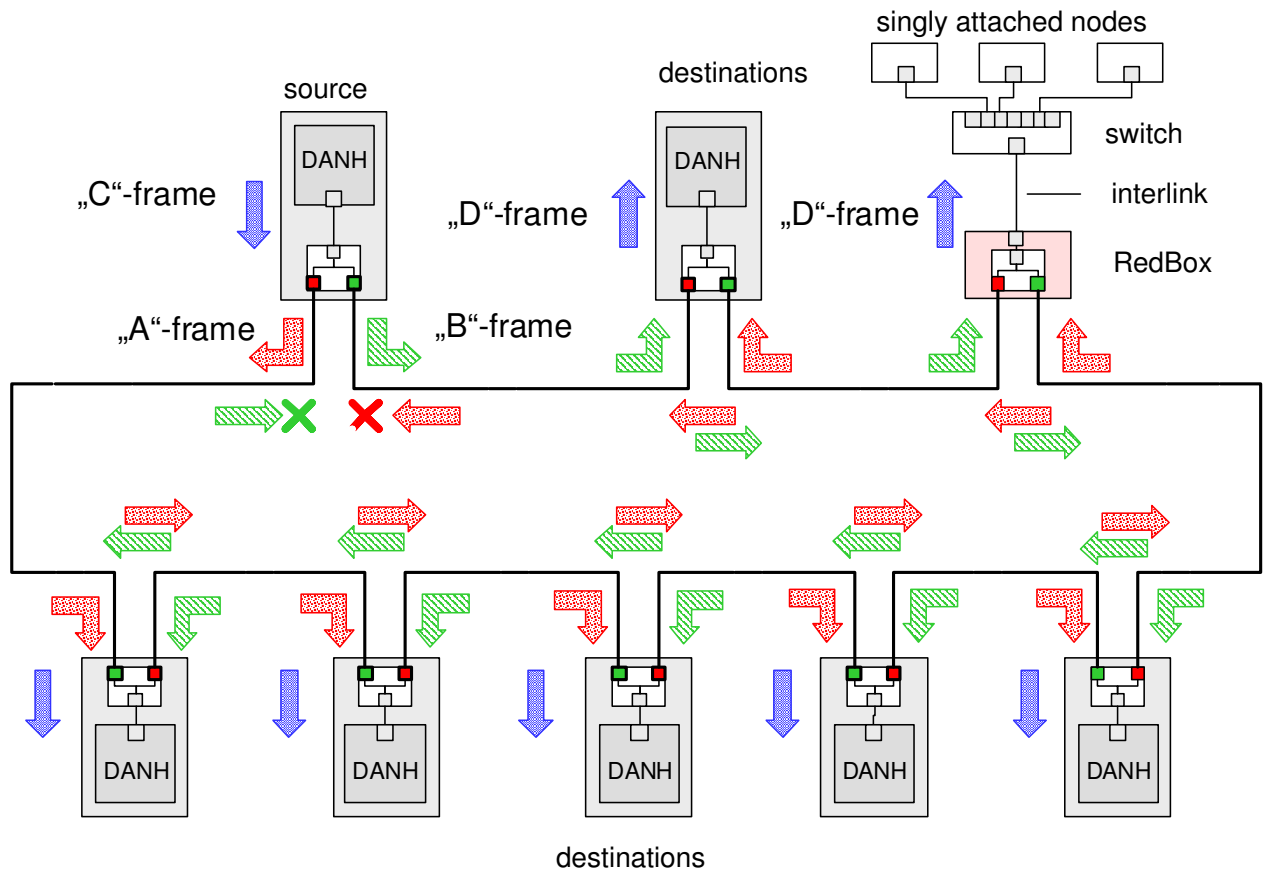 singly attached nodes
destinations
source
switch
DANH
DANH
„C“-frame
interlink
„D“-frame
„D“-frame
RedBox
„A“-frame
„B“-frame
DANH
DANH
DANH
DANH
DANH
destinations